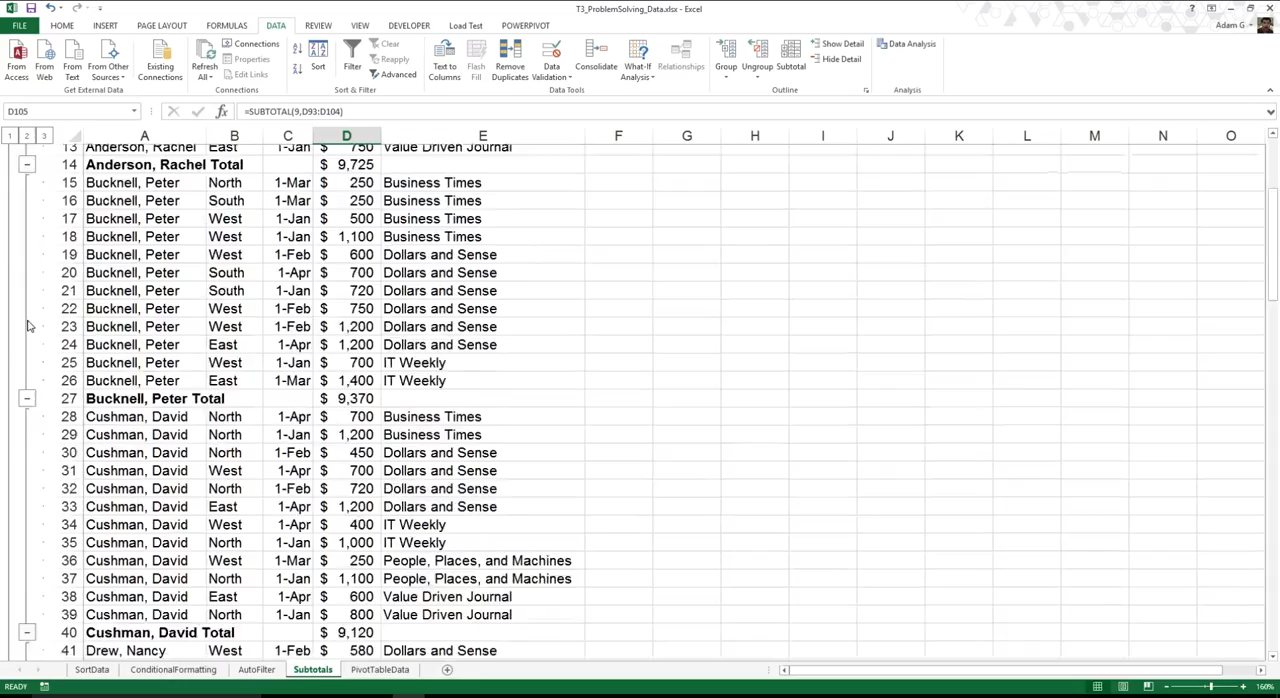 T3_ProblemSolving_Data.xlsx - Excel
FILE HOME INSERT PAGE LAYOUT FORMULAS DATA REVIEW VIEW DEVELOPER Load Test POWERPIVOT Adam G
From Access From Web From Text From Other Sources Existing Connections Refresh All Connections Properties Edit Links Sort Filter Clear Reapply Advanced Text to Columns Flash Fill Remove Duplicates Data Validation Consolidate What-If Analysis Relationships Group Ungroup Subtotal Show Detail Hide Detail Data Analysis
Get External Data Connections Sort & Filter Data Tools Outline Analysis
D105 fx =SUBTOTAL(9,D93:D104)
1 2 3 A B C D E F G H I J K L M N O
13 Anderson, Rachel East 1-Jan $ 750 Value Driven Journal
14 Anderson, Rachel Total $ 9,725
15 Bucknell, Peter North 1-Mar $ 250 Business Times
16 Bucknell, Peter South 1-Mar $ 250 Business Times
17 Bucknell, Peter West 1-Jan $ 500 Business Times
18 Bucknell, Peter West 1-Jan $ 1,100 Business Times
19 Bucknell, Peter West 1-Feb $ 600 Dollars and Sense
20 Bucknell, Peter South 1-Apr $ 700 Dollars and Sense
21 Bucknell, Peter South 1-Jan $ 720 Dollars and Sense
22 Bucknell, Peter West 1-Feb $ 750 Dollars and Sense
23 Bucknell, Peter West 1-Feb $ 1,200 Dollars and Sense
24 Bucknell, Peter East 1-Apr $ 1,200 Dollars and Sense
25 Bucknell, Peter West 1-Jan $ 700 IT Weekly
26 Bucknell, Peter East 1-Mar $ 1,400 IT Weekly
27 Bucknell, Peter Total $ 9,370
28 Cushman, David North 1-Apr $ 700 Business Times
29 Cushman, David North 1-Jan $ 1,200 Business Times
30 Cushman, David North 1-Feb $ 450 Dollars and Sense
31 Cushman, David West 1-Apr $ 700 Dollars and Sense
32 Cushman, David North 1-Feb $ 720 Dollars and Sense
33 Cushman, David East 1-Apr $ 1,200 Dollars and Sense
34 Cushman, David West 1-Apr $ 400 IT Weekly
35 Cushman, David North 1-Jan $ 1,000 IT Weekly
36 Cushman, David West 1-Mar $ 250 People, Places, and Machines
37 Cushman, David North 1-Jan $ 1,100 People, Places, and Machines
38 Cushman, David East 1-Apr $ 600 Value Driven Journal
39 Cushman, David North 1-Jan $ 800 Value Driven Journal
40 Cushman, David Total $ 9,120
41 Drew, Nancy West 1-Feb $ 580 Dollars and Sense
SortData ConditionalFormatting AutoFilter Subtotals PivotTableData
READY 160%